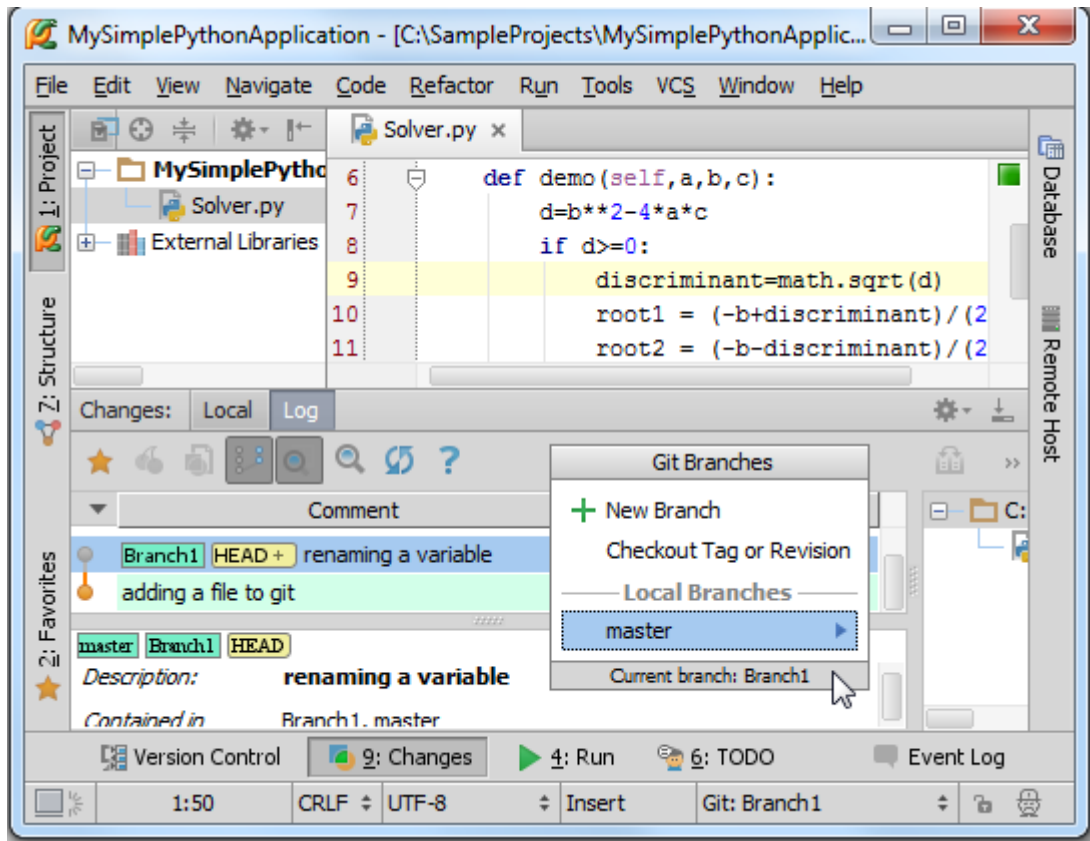 MySimplePythonApplication - [C:\SampleProjects\MySimplePythonApplic...
File Edit View Navigate Code Refactor Run Tools VCS Window Help
1: Project
Z: Structure
2: Favorites
MySimplePytho
Solver.py
External Libraries
Solver.py
6 def demo(self,a,b,c):
7 d=b**2-4*a*c
8 if d>=0:
9 discriminant=math.sqrt(d)
10 root1 = (-b+discriminant)/(2
11 root2 = (-b-discriminant)/(2
Database
Remote Host
Changes: Local Log
Comment
Branch1 HEAD + renaming a variable
adding a file to git
master Branch1 HEAD
Description: renaming a variable
Contained in Branch1, master
Git Branches
New Branch
Checkout Tag or Revision
Local Branches
master
Current branch: Branch1
C:
Version Control 9: Changes 4: Run 6: TODO Event Log
1:50 CRLF UTF-8 Insert Git: Branch1